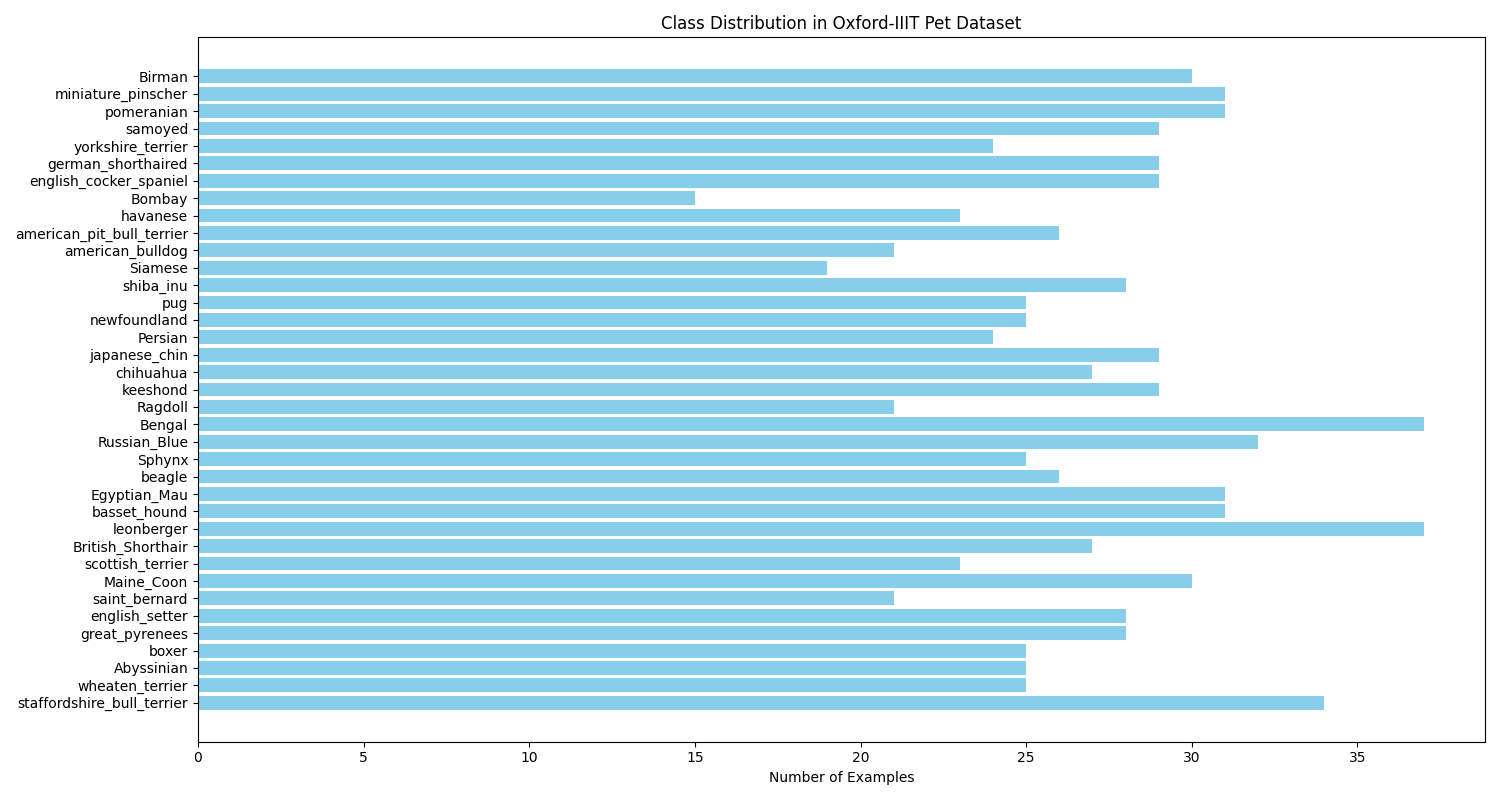 Class Distribution in Oxford-IIIT Pet Dataset
Birman
miniature_pinscher
pomeranian
samoyed
yorkshire_terrier
german_shorthaired
english_cocker_spaniel
Bombay
havanese
american_pit_bull_terrier
american_bulldog
Siamese
shiba_inu
pug
newfoundland
Persian
japanese_chin
chihuahua
keeshond
Ragdoll
Bengal
Russian_Blue
Sphynx
beagle
Egyptian_Mau
basset_hound
leonberger
British_Shorthair
scottish_terrier
Maine_Coon
saint_bernard
english_setter
great_pyrenees
boxer
Abyssinian
wheaten_terrier
staffordshire_bull_terrier
0 5 10 15 20 25 30 35
Number of Examples